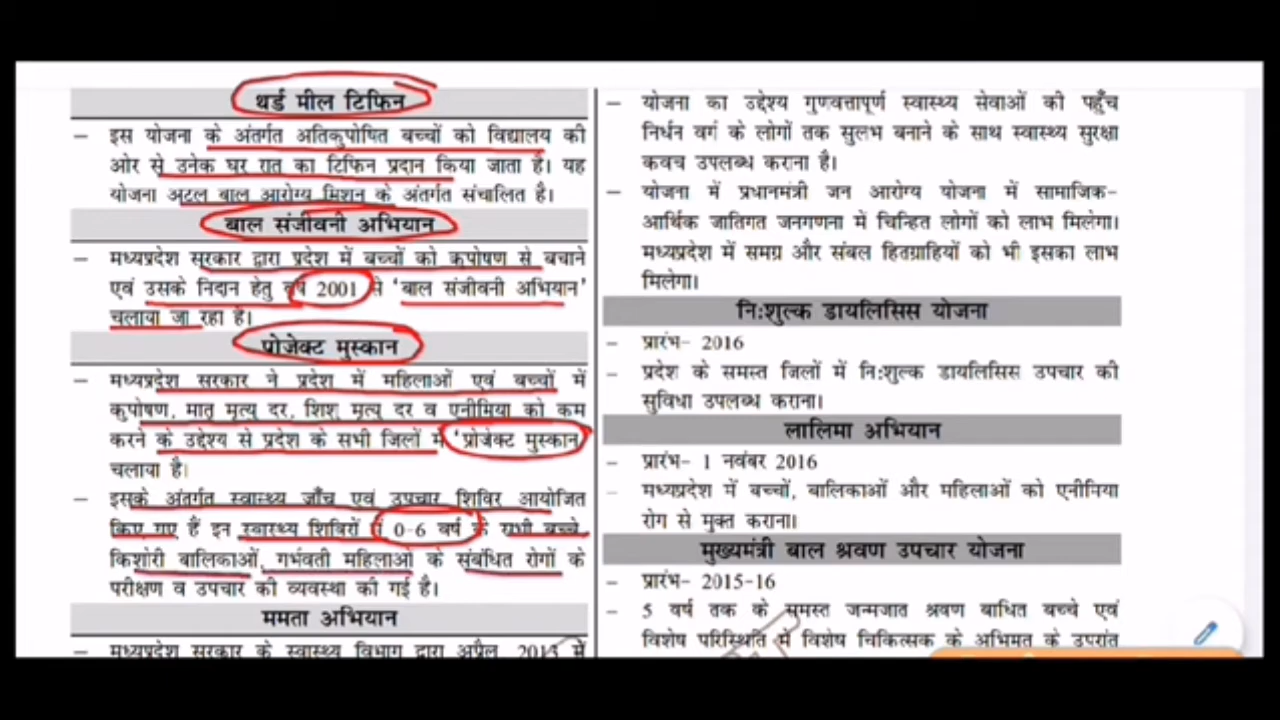 थर्ड मील टिफिन
– इस योजना के अंतर्गत अतिकुपोषित बच्चों को विद्यालय की
ओर से उनेक घर रात का टिफिन प्रदान किया जाता है। यह
योजना अटल बाल आरोग्य मिशन के अंतर्गत संचालित है।
बाल संजीवनी अभियान
– मध्यप्रदेश सरकार द्वारा प्रदेश में बच्चों को कुपोषण से बचाने
एवं उसके निदान हेतु वर्ष 2001 से 'बाल संजीवनी अभियान'
चलाया जा रहा है।
प्रोजेक्ट मुस्कान
– मध्यप्रदेश सरकार ने प्रदेश में महिलाओं एवं बच्चों में
कुपोषण, मातृ मृत्यु दर, शिशु मृत्यु दर व एनीमिया को कम
करने के उद्देश्य से प्रदेश के सभी जिलों में 'प्रोजेक्ट मुस्कान
चलाया है।
– इसके अंतर्गत स्वास्थ्य जाँच एवं उपचार शिविर आयोजित
किए गए हैं इन स्वास्थ्य शिविरों में 0-6 वर्ष के सभी बच्चे,
किशोरी बालिकाओं, गर्भवती महिलाओ के संबंधित रोगों के
परीक्षण व उपचार की व्यवस्था की गई है।
ममता अभियान
– मध्यप्रदेश सरकार के स्वास्थ्य विभाग द्वारा अप्रैल, 2013 में
– योजना का उद्देश्य गुणवत्तापूर्ण स्वास्थ्य सेवाओं की पहुँच
निर्धन वर्ग के लोगों तक सुलभ बनाने के साथ स्वास्थ्य सुरक्षा
कवच उपलब्ध कराना है।
– योजना में प्रधानमंत्री जन आरोग्य योजना में सामाजिक-
आर्थिक जातिगत जनगणना में चिन्हित लोगों को लाभ मिलेगा।
मध्यप्रदेश में समग्र और संबल हितग्राहियों को भी इसका लाभ
मिलेगा।
नि:शुल्क डायलिसिस योजना
– प्रारंभ- 2016
– प्रदेश के समस्त जिलों में नि:शुल्क डायलिसिस उपचार की
सुविधा उपलब्ध कराना।
लालिमा अभियान
– प्रारंभ- 1 नवंबर 2016
– मध्यप्रदेश में बच्चों, बालिकाओं और महिलाओं को एनीनिया
रोग से मुक्त कराना।
मुख्यमंत्री बाल श्रवण उपचार योजना
– प्रारंभ- 2015-16
– 5 वर्ष तक के समस्त जन्मजात श्रवण बाधित बच्चे एवं
विशेष परिस्थिति में विशेष चिकित्सक के अभिमत के उपरांत